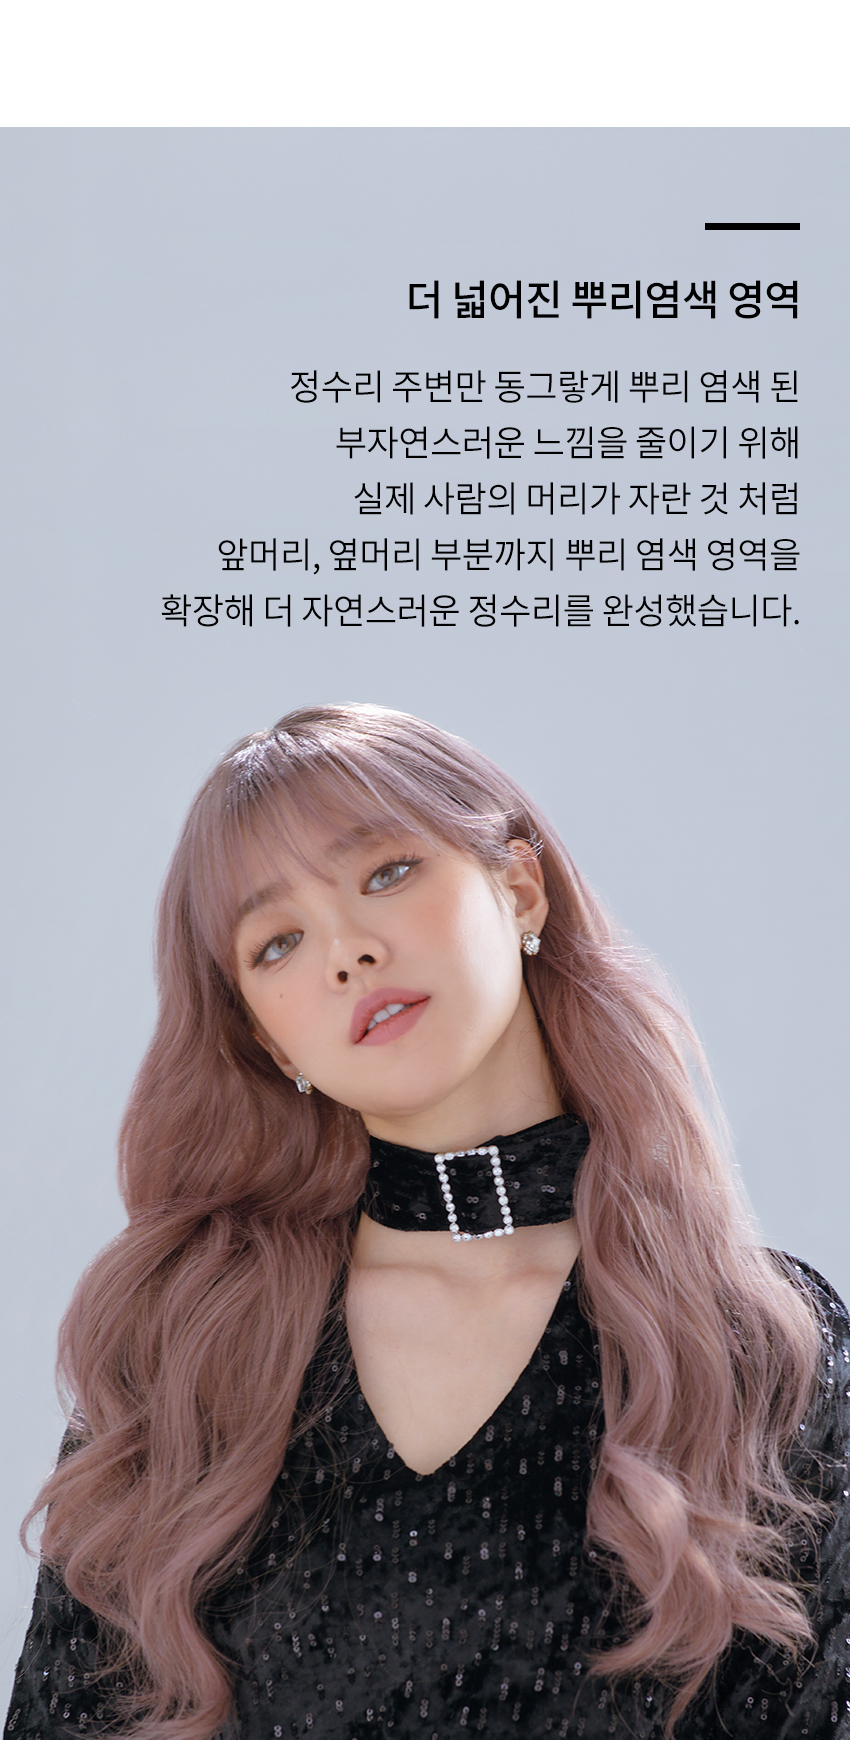 더 넓어진 뿌리염색 영역
정수리 주변만 동그랗게 뿌리 염색 된
부자연스러운 느낌을 줄이기 위해
실제 사람의 머리가 자란 것 처럼
앞머리, 옆머리 부분까지 뿌리 염색 영역을
확장해 더 자연스러운 정수리를 완성했습니다.